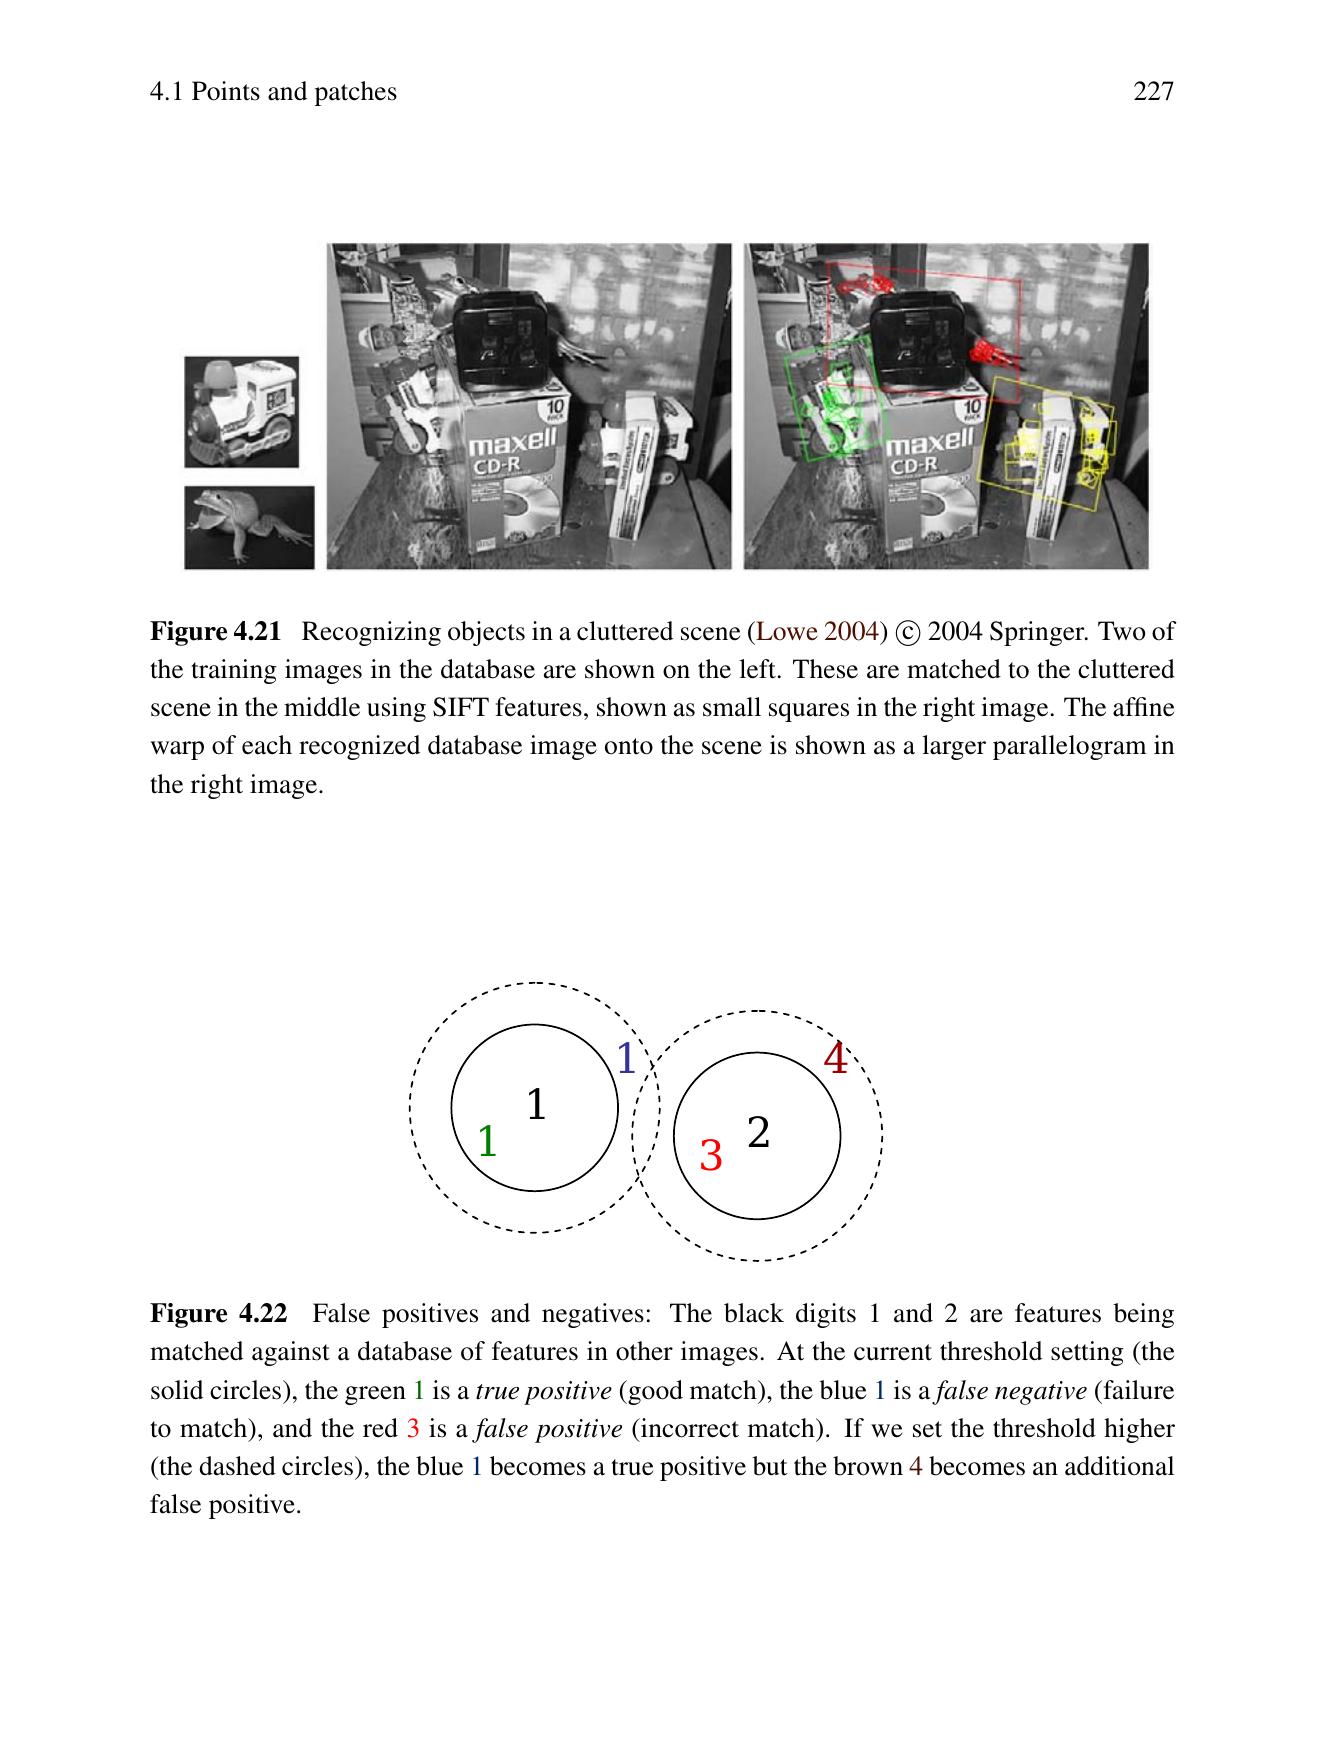 4.1 Points and patches 227
10
PACK
maxell
CD-R
10
PACK
maxell
CD-R
Figure 4.21 Recognizing objects in a cluttered scene (Lowe 2004) © 2004 Springer. Two of
the training images in the database are shown on the left. These are matched to the cluttered
scene in the middle using SIFT features, shown as small squares in the right image. The affine
warp of each recognized database image onto the scene is shown as a larger parallelogram in
the right image.
1
4
1
2
1
3
Figure 4.22 False positives and negatives: The black digits 1 and 2 are features being
matched against a database of features in other images. At the current threshold setting (the
solid circles), the green 1 is a true positive (good match), the blue 1 is a false negative (failure
to match), and the red 3 is a false positive (incorrect match). If we set the threshold higher
(the dashed circles), the blue 1 becomes a true positive but the brown 4 becomes an additional
false positive.